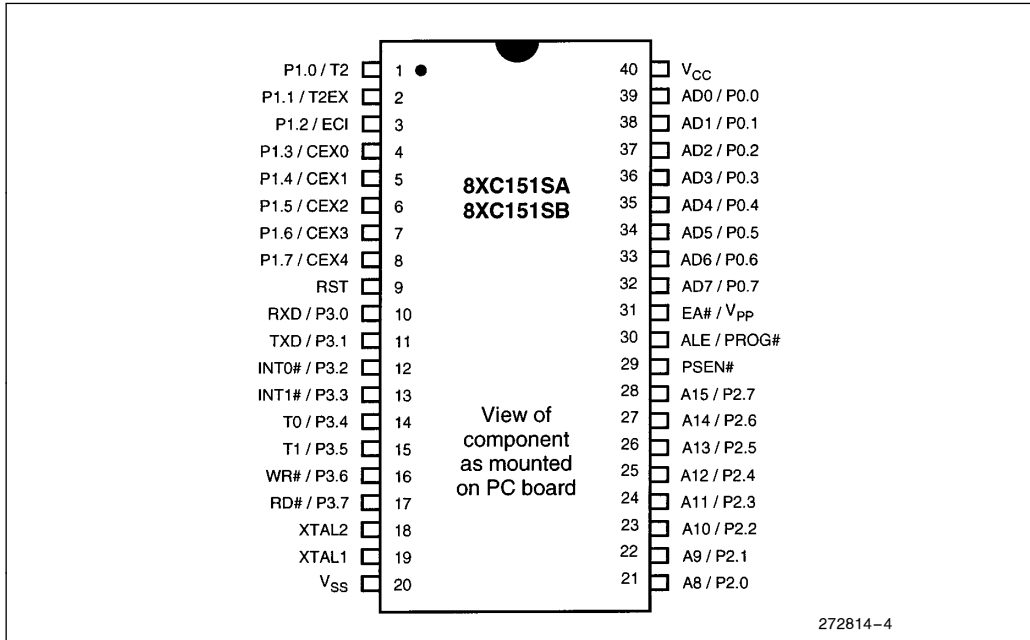 P1.0 / T2 1 40 VCC
P1.1 / T2EX 2 39 AD0 / P0.0
P1.2 / ECI 3 38 AD1 / P0.1
P1.3 / CEX0 4 37 AD2 / P0.2
P1.4 / CEX1 5 36 AD3 / P0.3
P1.5 / CEX2 6 35 AD4 / P0.4
P1.6 / CEX3 7 34 AD5 / P0.5
P1.7 / CEX4 8 33 AD6 / P0.6
RST 9 32 AD7 / P0.7
RXD / P3.0 10 31 EA# / VPP
TXD / P3.1 11 30 ALE / PROG#
INT0# / P3.2 12 29 PSEN#
INT1# / P3.3 13 28 A15 / P2.7
T0 / P3.4 14 27 A14 / P2.6
T1 / P3.5 15 26 A13 / P2.5
WR# / P3.6 16 25 A12 / P2.4
RD# / P3.7 17 24 A11 / P2.3
XTAL2 18 23 A10 / P2.2
XTAL1 19 22 A9 / P2.1
VSS 20 21 A8 / P2.0
8XC151SA
8XC151SB
View of
component
as mounted
on PC board
272814–4